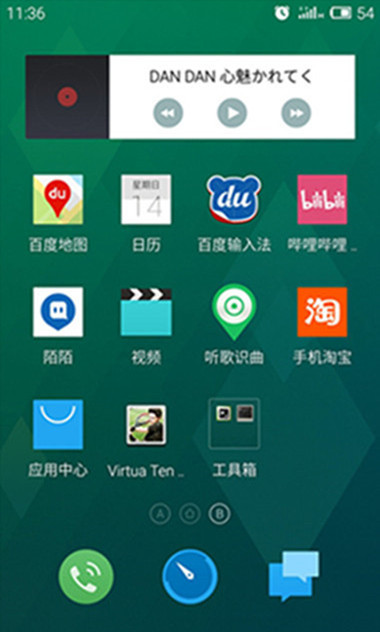 11:36
54
DAN DAN 心魅かれてく
du
星期日
14
du
bilibili
百度地图
日历
百度输入法
哔哩哔哩 ..
淘
陌陌
视频
听歌识曲
手机淘宝
应用中心
Virtua Ten ..
工具箱
A
B